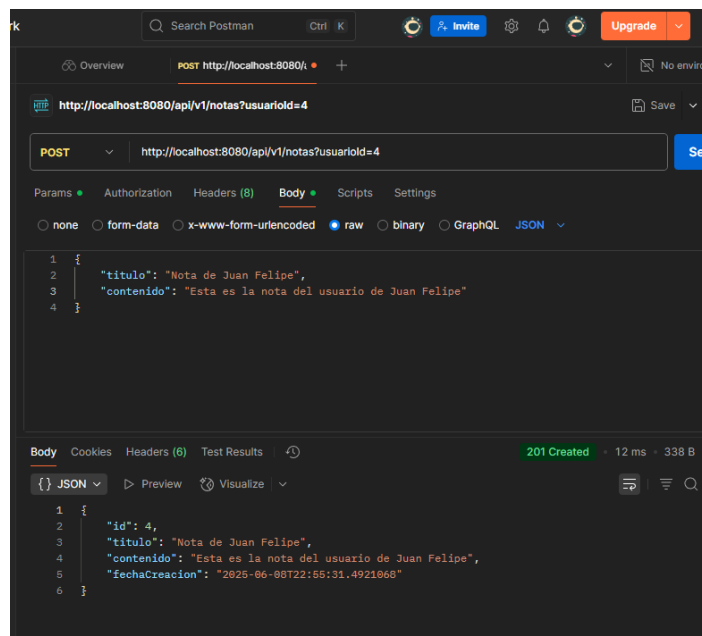 rk
Search Postman Ctrl K Invite Upgrade
Overview POST http://localhost:8080/a + No enviro
HTTP http://localhost:8080/api/v1/notas?usuarioId=4 Save
POST http://localhost:8080/api/v1/notas?usuarioId=4 Se
Params Authorization Headers (8) Body Scripts Settings
none form-data x-www-form-urlencoded raw binary GraphQL JSON
1 {
2 "titulo": "Nota de Juan Felipe",
3 "contenido": "Esta es la nota del usuario de Juan Felipe"
4 }
Body Cookies Headers (6) Test Results 201 Created 12 ms 338 B
{} JSON Preview Visualize
1 {
2 "id": 4,
3 "titulo": "Nota de Juan Felipe",
4 "contenido": "Esta es la nota del usuario de Juan Felipe",
5 "fechaCreacion": "2025-06-08T22:55:31.4921068"
6 }